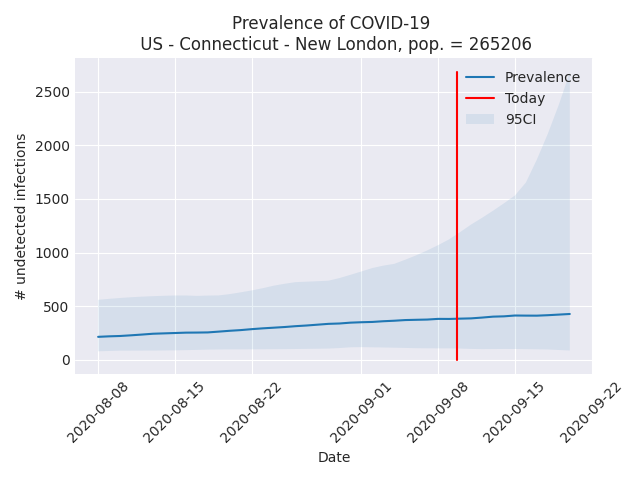 Prevalence of COVID-19
US - Connecticut - New London, pop. = 265206
Prevalence
Today
95CI
2500
2000
1500
1000
500
0
# undetected infections
2020-08-08
2020-08-15
2020-08-22
2020-09-01
2020-09-08
2020-09-15
2020-09-22
Date